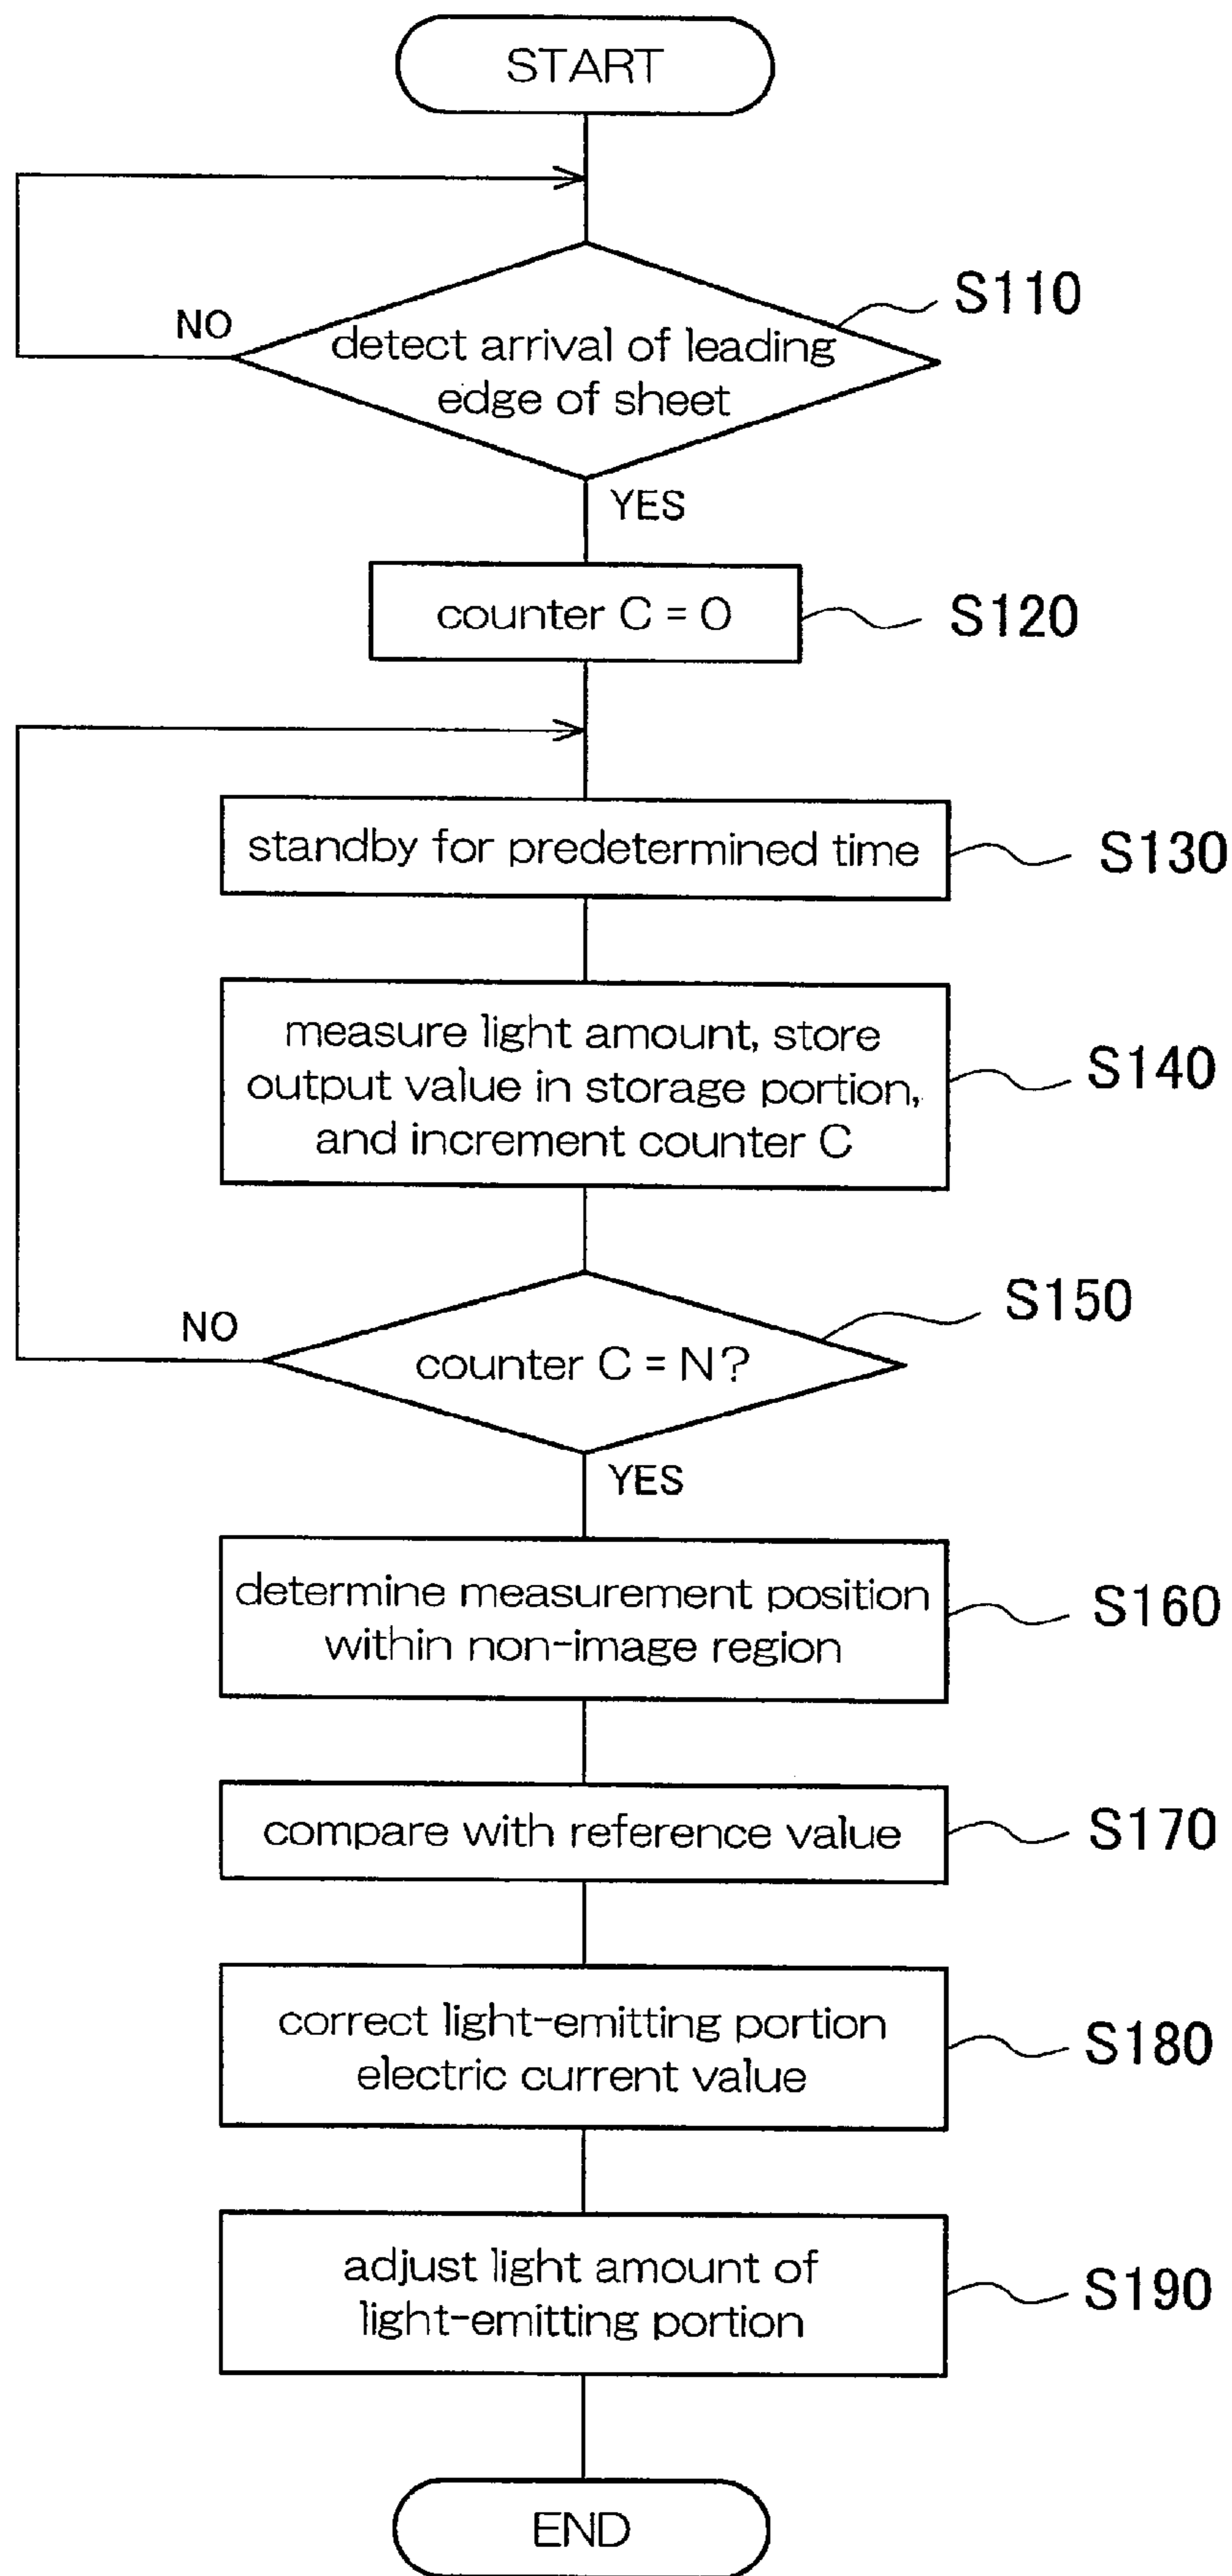 START
S110
NO
detect arrival of leading
edge of sheet
YES
counter C = 0
S120
standby for predetermined time
S130
measure light amount, store
output value in storage portion,
and increment counter C
S140
S150
NO
counter C = N?
YES
determine measurement position
within non-image region
S160
compare with reference value
S170
correct light-emitting portion
electric current value
S180
adjust light amount of
light-emitting portion
S190
END